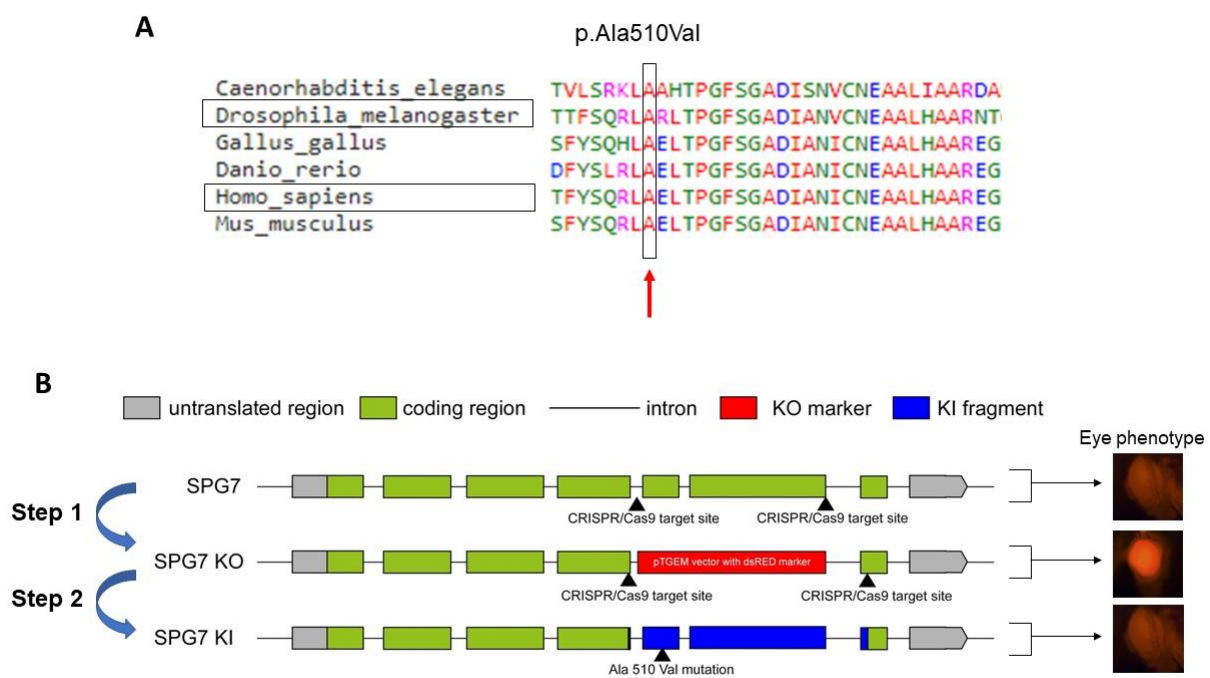 A
p.Ala510Val
Caenorhabditis_elegans TVLSRKLAAHTPGFSGADISNVCNEAALIAARDA
Drosophila_melanogaster TTFSQRLARLTPGFSGADIANVCNEAALHAARNT
Gallus_gallus SFYSQHLAELTPGFSGADIANICNEAALHAAREG
Danio_rerio DFYSLRLAELTPGFSGADIANICNEAALHAAREG
Homo_sapiens TFYSQRLAELTPGFSGADIANICNEAALHAAREG
Mus_musculus SFYSQRLAELTPGFSGADIANICNEAALHAAREG
B
untranslated region coding region intron KO marker KI fragment
Eye phenotype
SPG7
CRISPR/Cas9 target site CRISPR/Cas9 target site
Step 1
SPG7 KO pTGEM vector with dsRED marker
CRISPR/Cas9 target site CRISPR/Cas9 target site
Step 2
SPG7 KI
Ala 510 Val mutation